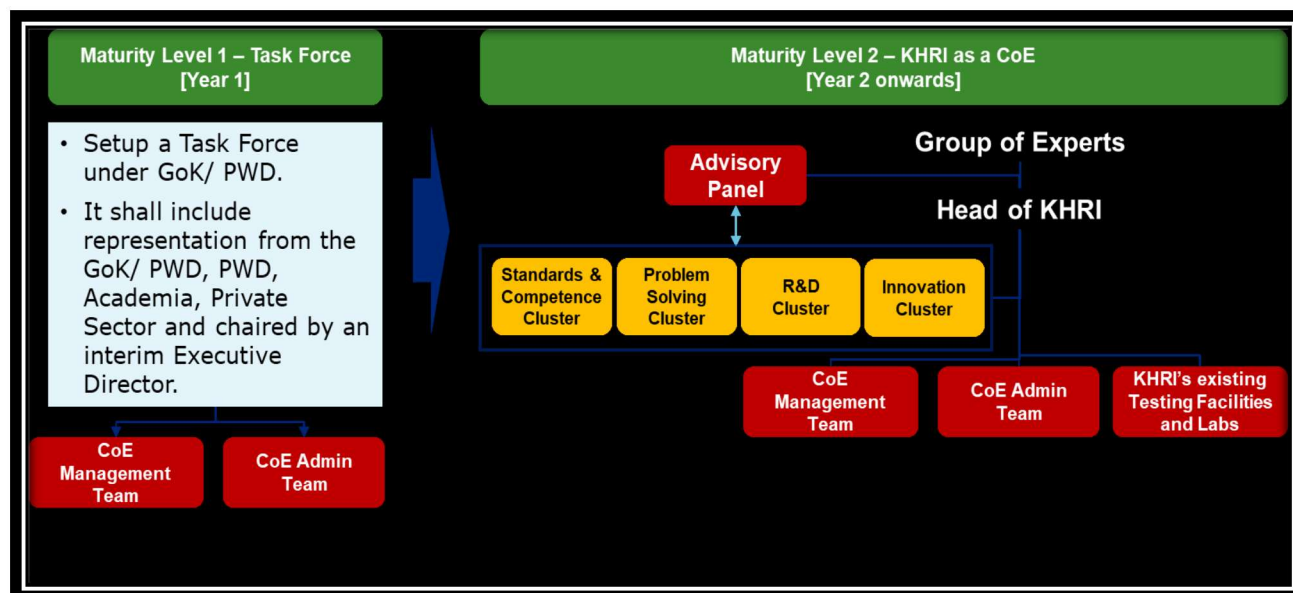 Maturity Level 1 – Task Force
[Year 1]
• Setup a Task Force
under GoK/ PWD.
• It shall include
representation from the
GoK/ PWD, PWD,
Academia, Private
Sector and chaired by an
interim Executive
Director.
CoE
Management
Team
CoE Admin
Team
Maturity Level 2 – KHRI as a CoE
[Year 2 onwards]
Group of Experts
Advisory
Panel
Head of KHRI
Standards &
Competence
Cluster
Problem
Solving
Cluster
R&D
Cluster
Innovation
Cluster
CoE
Management
Team
CoE Admin
Team
KHRI’s existing
Testing Facilities
and Labs